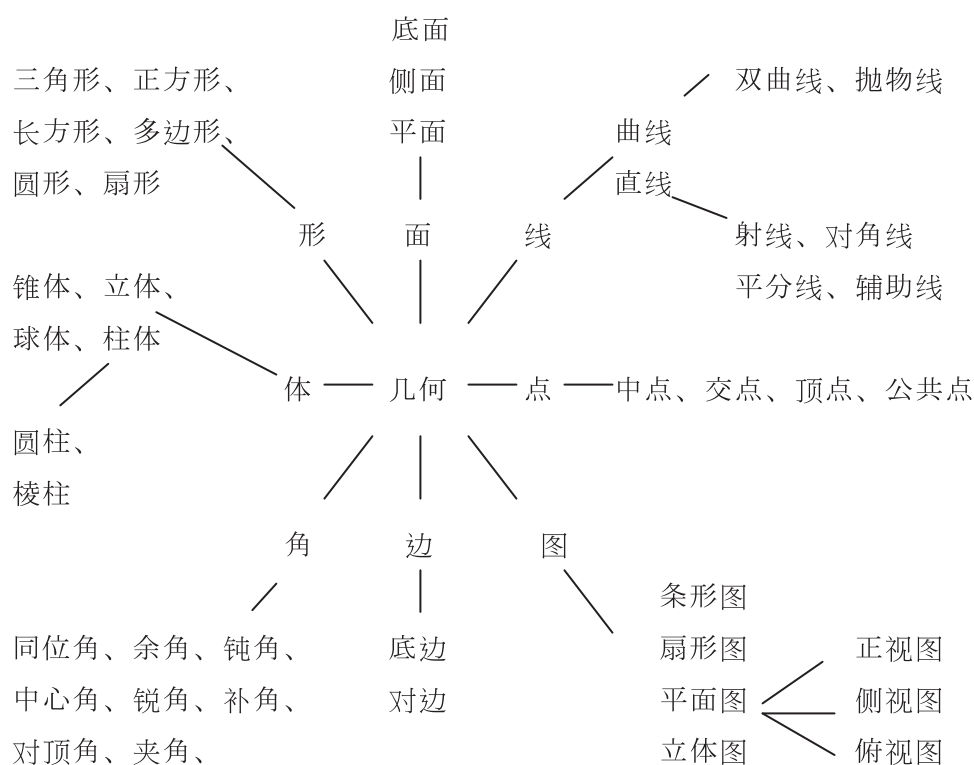 底面
三角形、正方形、
侧面
双曲线、抛物线
长方形、多边形、
平面
曲线
圆形、扇形
直线
形
面
线
射线、对角线
锥体、立体、
平分线、辅助线
球体、柱体
体
几何
点
中点、交点、顶点、公共点
圆柱、
棱柱
角
边
图
条形图
同位角、余角、钝角、
底边
扇形图
正视图
中心角、锐角、补角、
对边
平面图
侧视图
对顶角、夹角、
立体图
俯视图